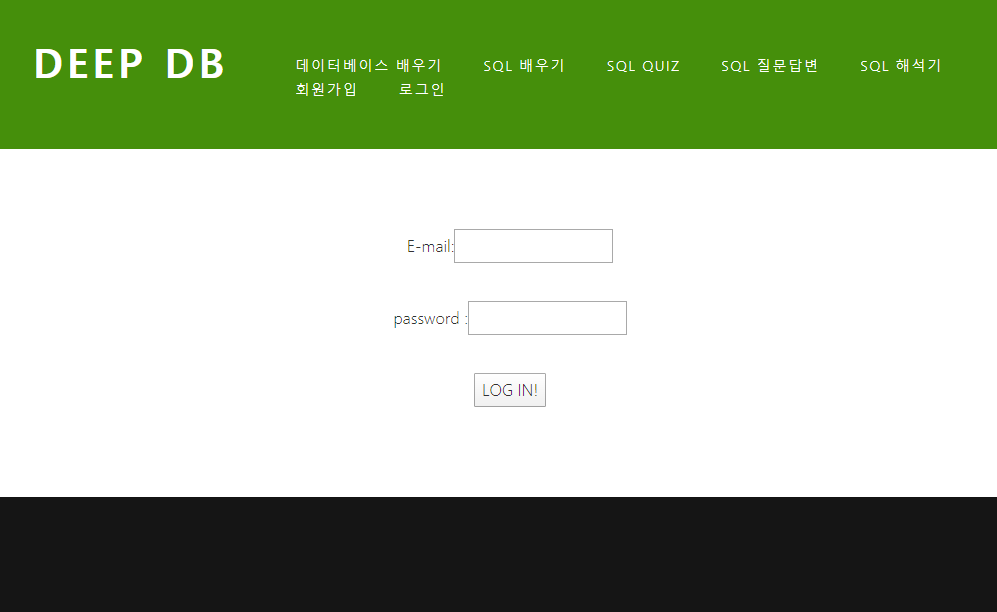 DEEP DB
데이터베이스 배우기 SQL 배우기 SQL QUIZ SQL 질문답변 SQL 해석기
회원가입 로그인
E-mail:
password :
LOG IN!